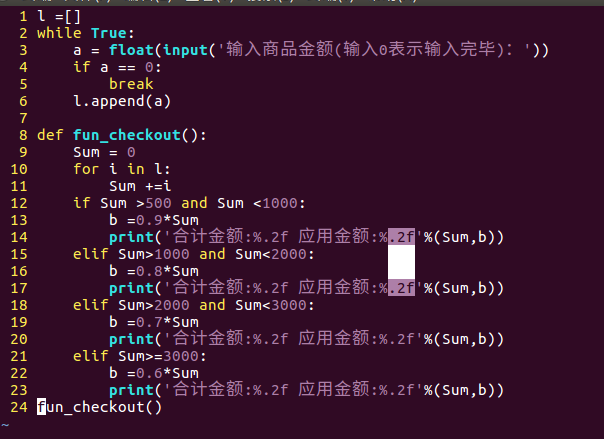 1 l =[]
2 while True:
3     a = float(input('输入商品金额(输入0表示输入完毕)：'))
4     if a == 0:
5         break
6     l.append(a)
7
8 def fun_checkout():
9     Sum = 0
10     for i in l:
11         Sum +=i
12     if Sum >500 and Sum <1000:
13         b =0.9*Sum
14         print('合计金额:%.2f 应用金额:%.2f'%(Sum,b))
15     elif Sum>1000 and Sum<2000:
16         b =0.8*Sum
17         print('合计金额:%.2f 应用金额:%.2f'%(Sum,b))
18     elif Sum>2000 and Sum<3000:
19         b =0.7*Sum
20         print('合计金额:%.2f 应用金额:%.2f'%(Sum,b))
21     elif Sum>=3000:
22         b =0.6*Sum
23         print('合计金额:%.2f 应用金额:%.2f'%(Sum,b))
24 fun_checkout()
~